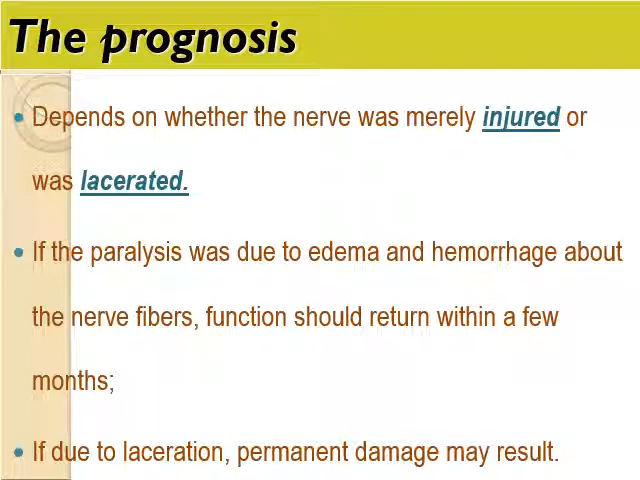 The prognosis
• Depends on whether the nerve was merely injured or
was lacerated.
• If the paralysis was due to edema and hemorrhage about
the nerve fibers, function should return within a few
months;
• If due to laceration, permanent damage may result.